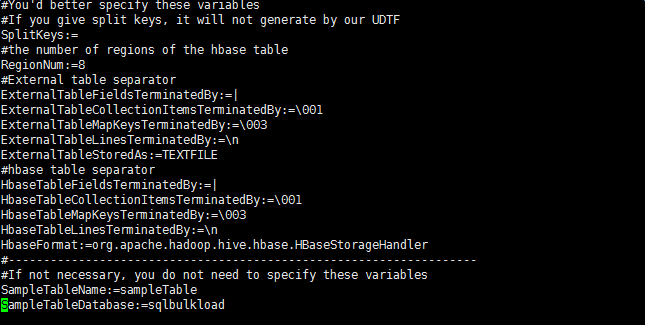 #You'd better specify these variables
#If you give split keys, it will not generate by our UDTF
SplitKeys:=
#the number of regions of the hbase table
RegionNum:=8
#External table separator
ExternalTableFieldsTerminatedBy:=|
ExternalTableCollectionItemsTerminatedBy:=\001
ExternalTableMapKeysTerminatedBy:=\003
ExternalTableLinesTerminatedBy:=\n
ExternalTableStoredAs:=TEXTFILE
#hbase table separator
HbaseTableFieldsTerminatedBy:=|
HbaseTableCollectionItemsTerminatedBy:=\001
HbaseTableMapKeysTerminatedBy:=\003
HbaseTableLinesTerminatedBy:=\n
HbaseFormat:=org.apache.hadoop.hive.hbase.HBaseStorageHandler
#-------------------------------------------------------------------
#If not necessary, you do not need to specify these variables
SampleTableName:=sampleTable
SampleTableDatabase:=sqlbulkload